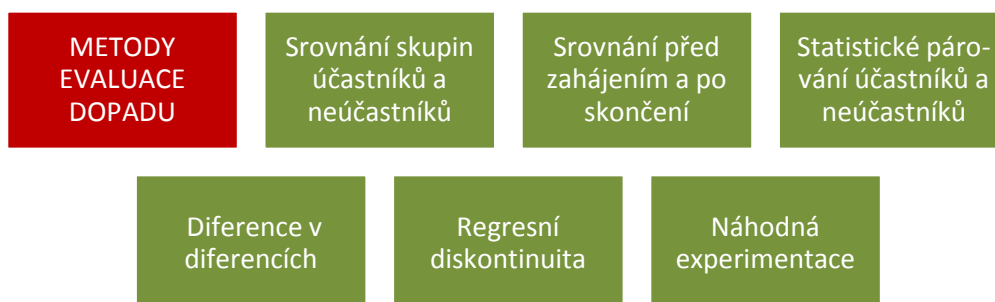 METODY
EVALUACE
DOPADU
Srovnání skupin
účastníků a
neúčastníků
Srovnání před
zahájením a po
skončení
Statistické páro-
vání účastníků a
neúčastníků
Diference v
diferencích
Regresní
diskontinuita
Náhodná
experimentace